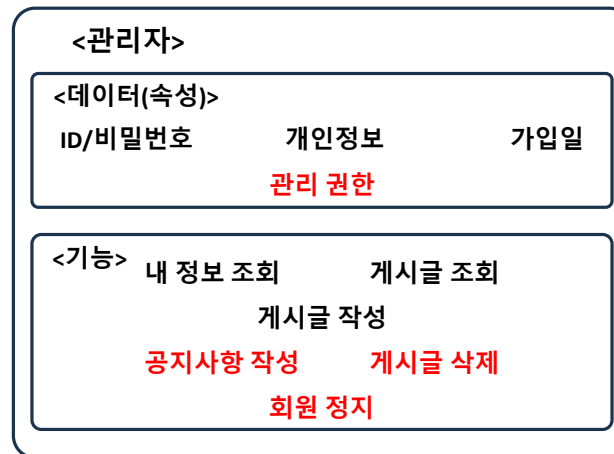 <관리자>
<데이터(속성)>
ID/비밀번호 개인정보 가입일
관리 권한
<기능>
내 정보 조회 게시글 조회
게시글 작성
공지사항 작성 게시글 삭제
회원 정지